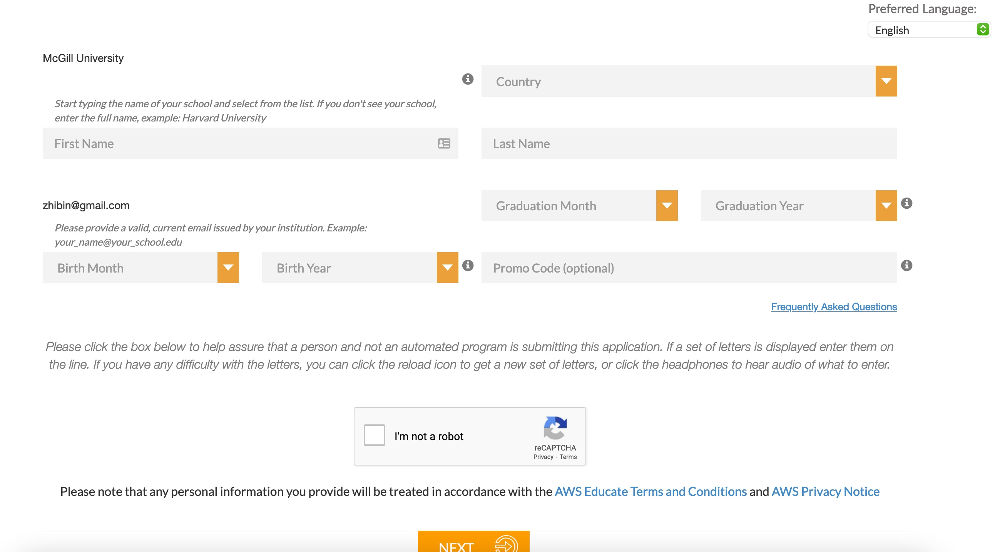 Preferred Language:
English
McGill University
Country
Start typing the name of your school and select from the list. If you don't see your school,
enter the full name, example: Harvard University
First Name
Last Name
zhibin@gmail.com
Graduation Month
Graduation Year
Please provide a valid, current email issued by your institution. Example:
your_name@your_school.edu
Birth Month
Birth Year
Promo Code (optional)
Frequently Asked Questions
Please click the box below to help assure that a person and not an automated program is submitting this application. If a set of letters is displayed enter them on
the line. If you have any difficulty with the letters, you can click the reload icon to get a new set of letters, or click the headphones to hear audio of what to enter.
I'm not a robot
reCAPTCHA
Privacy - Terms
Please note that any personal information you provide will be treated in accordance with the AWS Educate Terms and Conditions and AWS Privacy Notice
NEXT